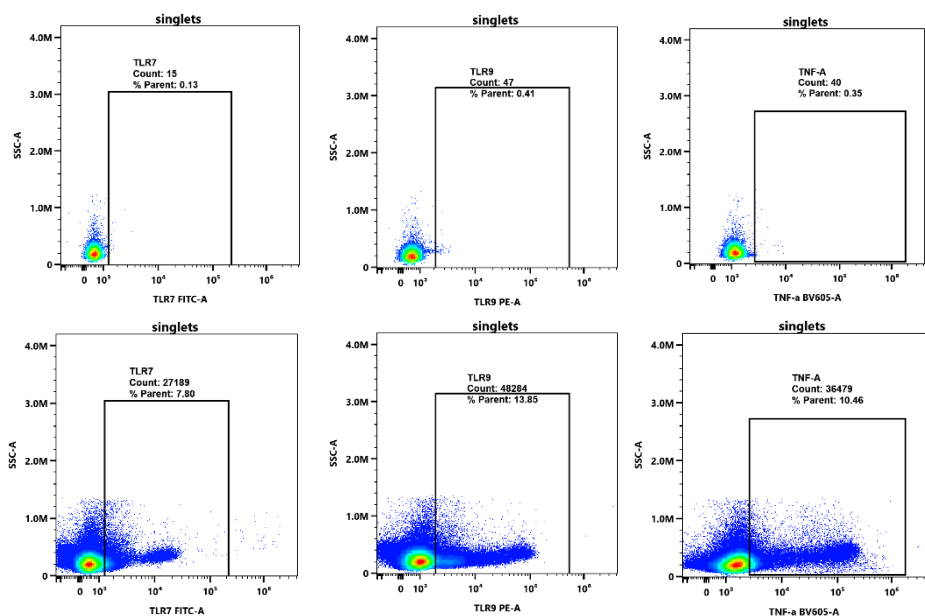 singlets
4.0M
3.0M
2.0M
1.0M
0
SSC-A
TLR7
Count: 15
% Parent: 0.13
0 10³ 10⁴ 10⁵ 10⁶
TLR7 FITC-A
singlets
4.0M
3.0M
2.0M
1.0M
0
SSC-A
TLR9
Count: 47
% Parent: 0.41
0 10³ 10⁴ 10⁵ 10⁶
TLR9 PE-A
singlets
4.0M
3.0M
2.0M
1.0M
0
SSC-A
TNF-A
Count: 40
% Parent: 0.35
0 10³ 10⁴ 10⁵ 10⁶
TNF-a BV605-A
singlets
4.0M
3.0M
2.0M
1.0M
0
SSC-A
TLR7
Count: 27189
% Parent: 7.80
0 10³ 10⁴ 10⁵ 10⁶
TLR7 FITC-A
singlets
4.0M
3.0M
2.0M
1.0M
0
SSC-A
TLR9
Count: 48284
% Parent: 13.85
0 10³ 10⁴ 10⁵ 10⁶
TLR9 PE-A
singlets
4.0M
3.0M
2.0M
1.0M
0
SSC-A
TNF-A
Count: 36479
% Parent: 10.46
0 10³ 10⁴ 10⁵ 10⁶
TNF-a BV605-A